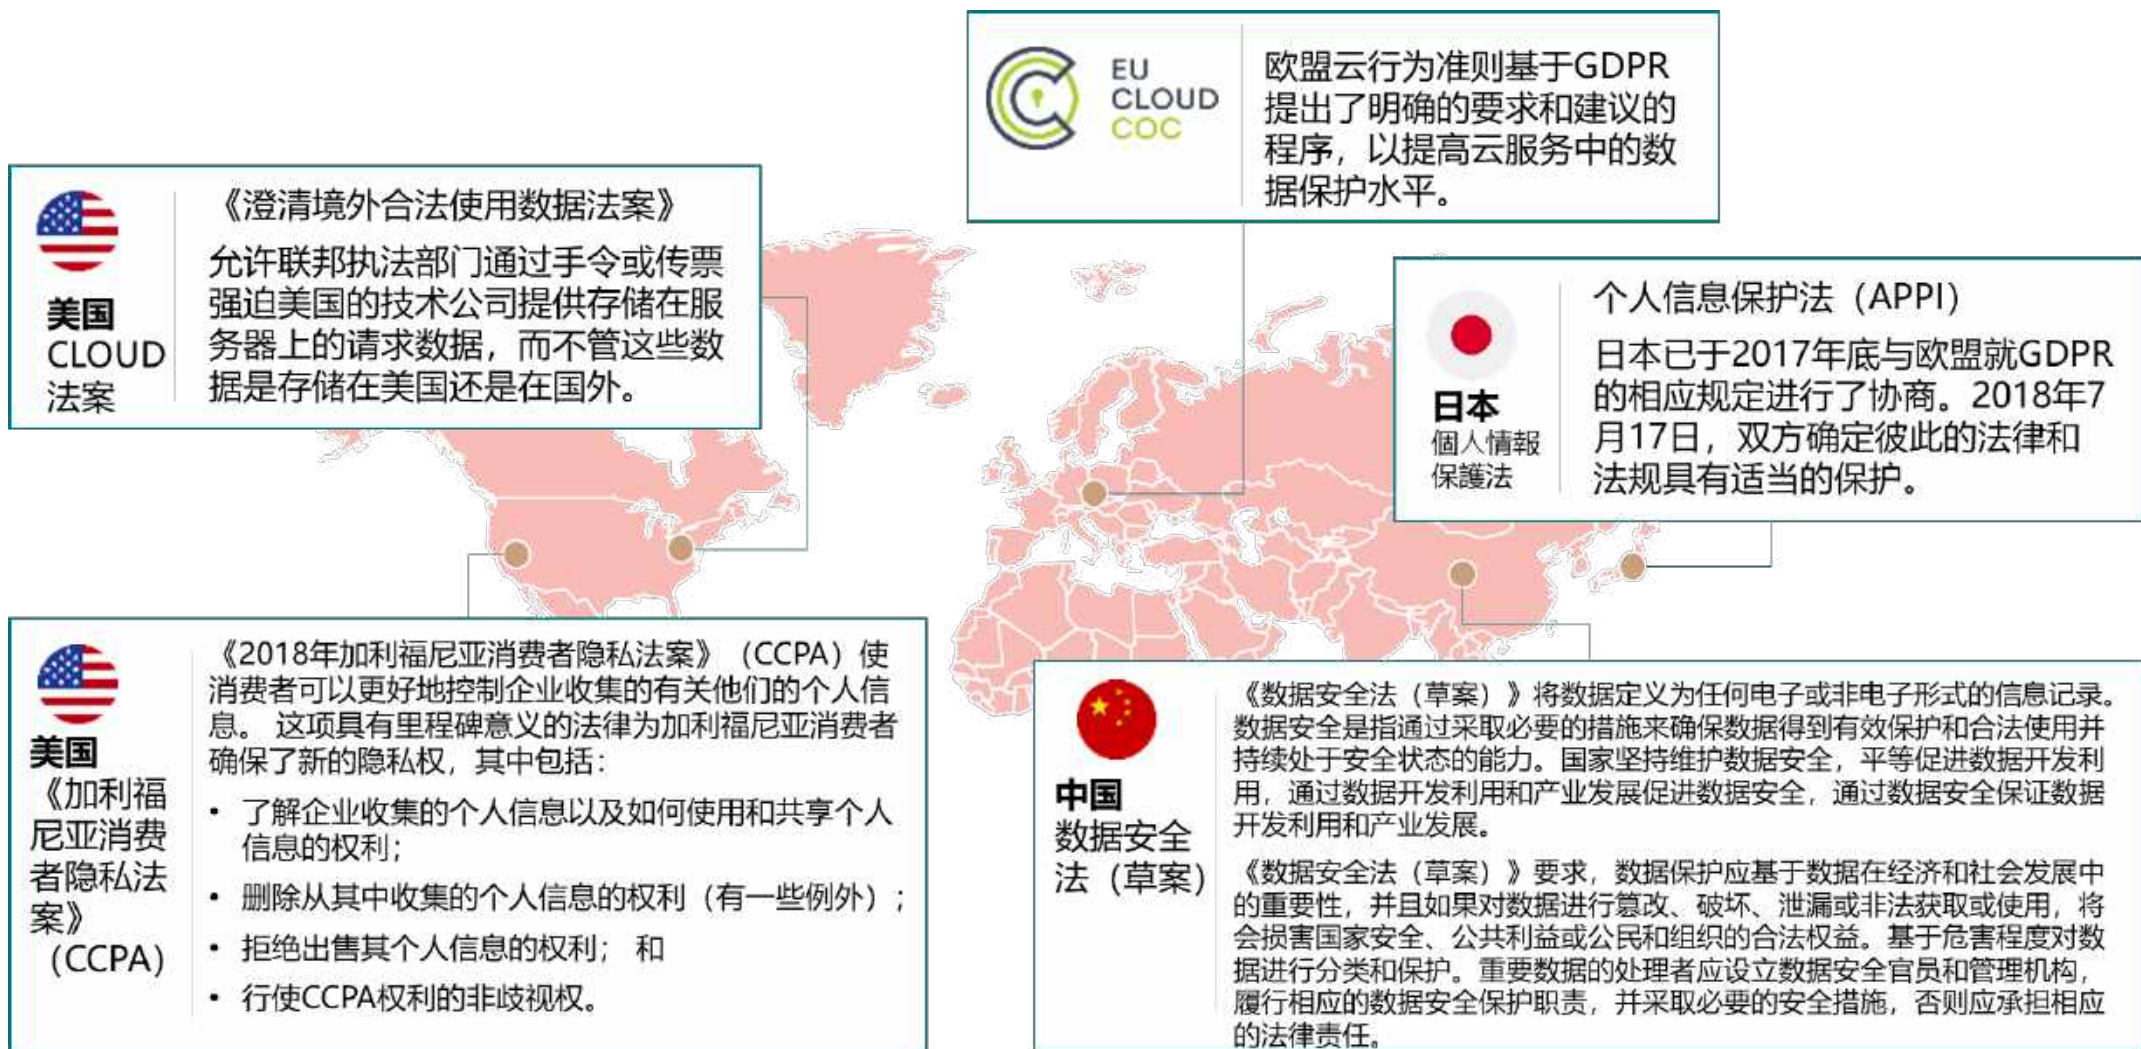 EU
CLOUD
COC
欧盟云行为准则基于GDPR
提出了明确的要求和建议的
程序，以提高云服务中的数
据保护水平。
美国
CLOUD
法案
《澄清境外合法使用数据法案》
允许联邦执法部门通过手令或传票
强迫美国的技术公司提供存储在服
务器上的请求数据，而不管这些数
据是存储在美国还是在国外。
日本
個人情報
保護法
个人信息保护法（APPI）
日本已于2017年底与欧盟就GDPR
的相应规定进行了协商。2018年7
月17日，双方确定彼此的法律和
法规具有适当的保护。
美国
《加利福
尼亚消费
者隐私法
案》
（CCPA）
《2018年加利福尼亚消费者隐私法案》（CCPA）使
消费者可以更好地控制企业收集的有关他们的个人信
息。 这项具有里程碑意义的法律为加利福尼亚消费者
确保了新的隐私权，其中包括：
• 了解企业收集的个人信息以及如何使用和共享个人
信息的权利；
• 删除从其中收集的个人信息的权利（有一些例外）；
• 拒绝出售其个人信息的权利； 和
• 行使CCPA权利的非歧视权。
中国
数据安全
法（草案）
《数据安全法（草案）》将数据定义为任何电子或非电子形式的信息记录。
数据安全是指通过采取必要的措施来确保数据得到有效保护和合法使用并
持续处于安全状态的能力。国家坚持维护数据安全，平等促进数据开发利
用，通过数据开发利用和产业发展促进数据安全，通过数据安全保证数据
开发利用和产业发展。
《数据安全法（草案）》要求，数据保护应基于数据在经济和社会发展中
的重要性，并且如果对数据进行篡改、破坏、泄漏或非法获取或使用，将
会损害国家安全、公共利益或公民和组织的合法权益。基于危害程度对数
据进行分类和保护。重要数据的处理者应设立数据安全官员和管理机构，
履行相应的数据安全保护职责，并采取必要的安全措施，否则应承担相应
的法律责任。